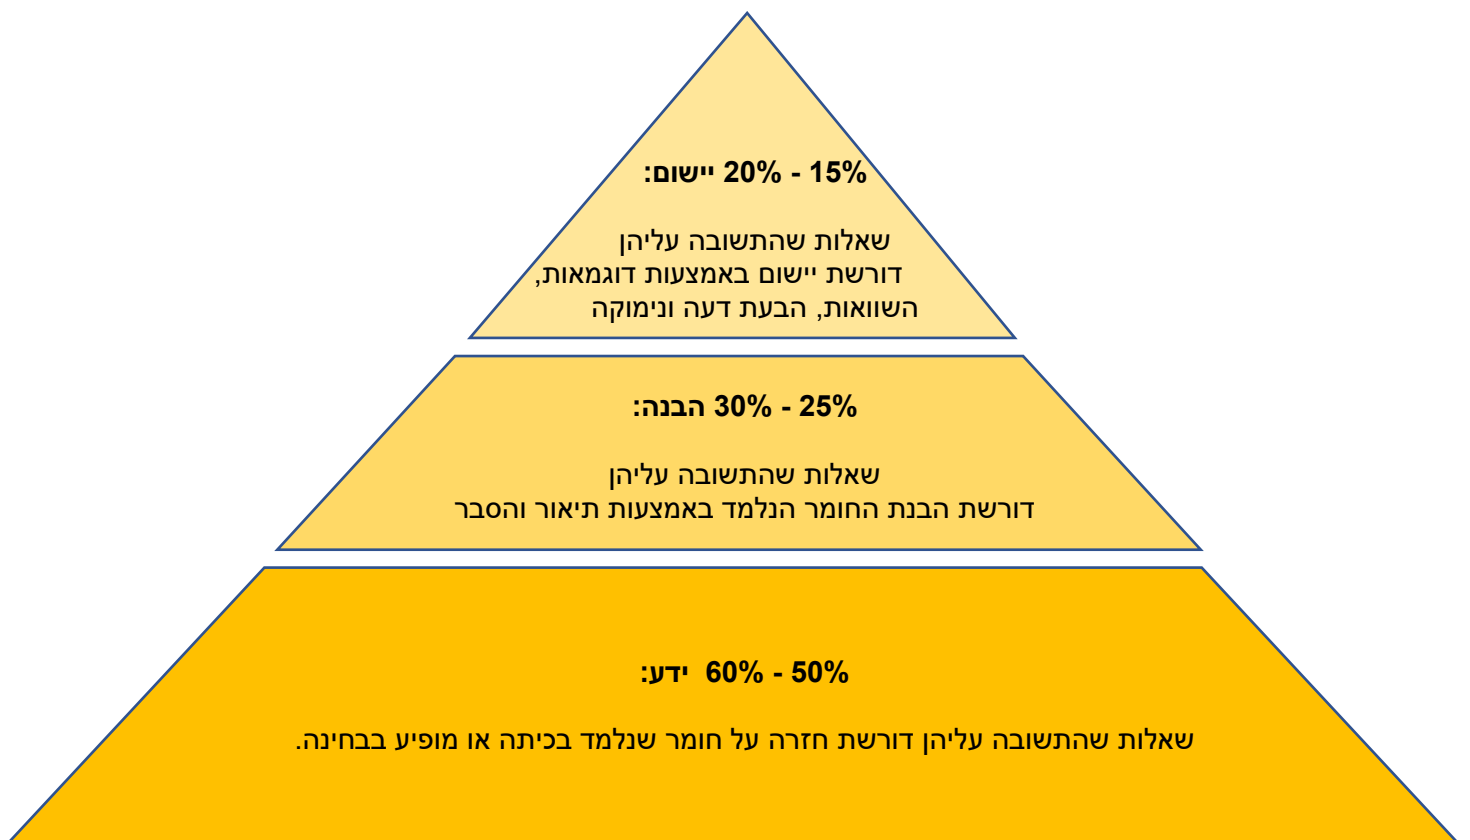 15% - 20% יישום:
שאלות שהתשובה עליהן
דורשת יישום באמצעות דוגמאות,
השוואות, הבעת דעה ונימוקה
25% - 30% הבנה:
שאלות שהתשובה עליהן
דורשת הבנת החומר הנלמד באמצעות תיאור והסבר
50% - 60% ידע:
שאלות שהתשובה עליהן דורשת חזרה על חומר שנלמד בכיתה או מופיע בבחינה.